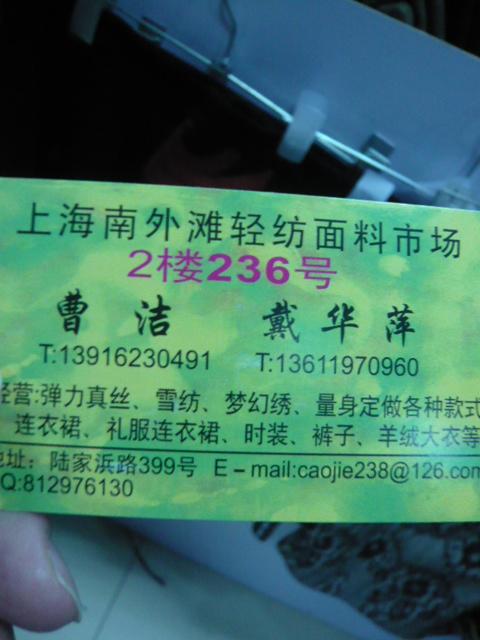 上海南外滩轻纺面料市场
2楼236号
曹 洁 戴 华 萍
T:13916230491 T:13611970960
经营:弹力真丝、雪纺、梦幻绣、量身定做各种款式
连衣裙、礼服连衣裙、时装、裤子、羊绒大衣等
地址：陆家浜路399号 E-mail:caojie238@126.com
Q:812976130